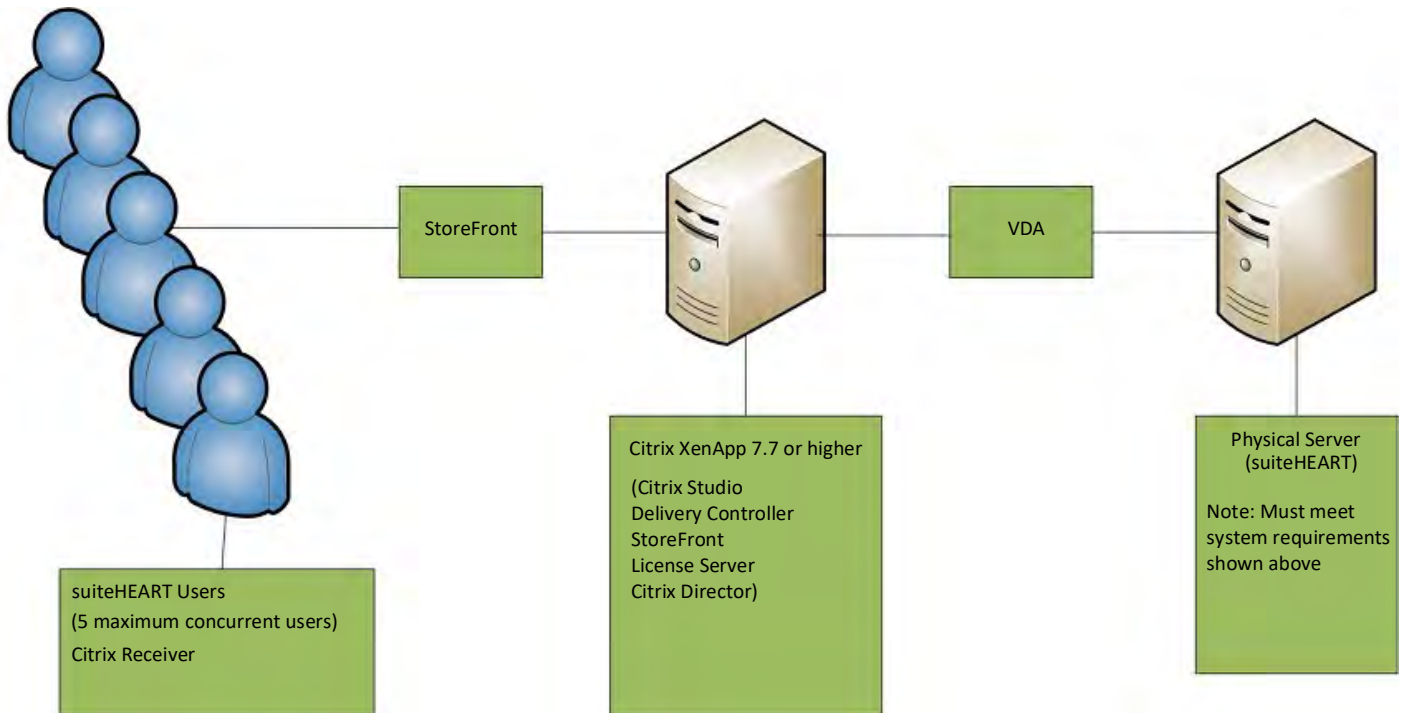 StoreFront
VDA
suiteHEART Users
(5 maximum concurrent users)
Citrix Receiver
Citrix XenApp 7.7 or higher
(Citrix Studio
Delivery Controller
StoreFront
License Server
Citrix Director)
Physical Server
(suiteHEART)
Note: Must meet
system requirements
shown above